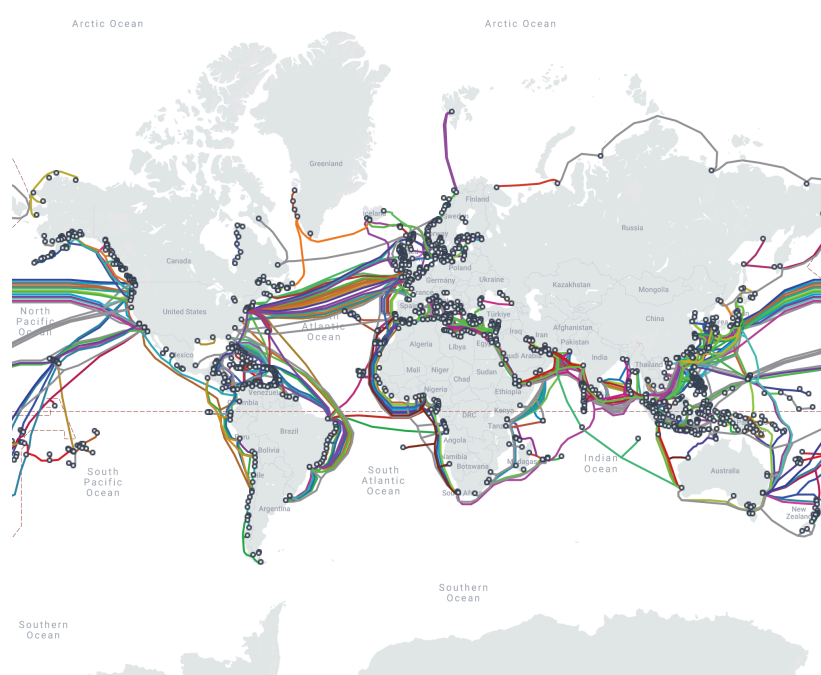 Arctic Ocean
Arctic Ocean
Greenland
Finland
Russia
Canada
Poland
Germany
Ukraine
Kazakhstan
Mongolia
North
Pacific
United States
Türkiye
China
Atlantic
Ocean
Afghanistan
Iraq
Iran
Pakistan
Algeria
Libya
India
Mexico
Mali
Niger
Chad
Sudan
Thailand
Nigeria
Ethiopia
Venezuela
DRC
Kenya
Brazil
Angola
Bolivia
South
Pacific
Ocean
South
Atlantic
Ocean
Namibia
Botswana
Indian
Ocean
Australia
Argentina
New
Zealand
Southern
Ocean
Southern
Ocean